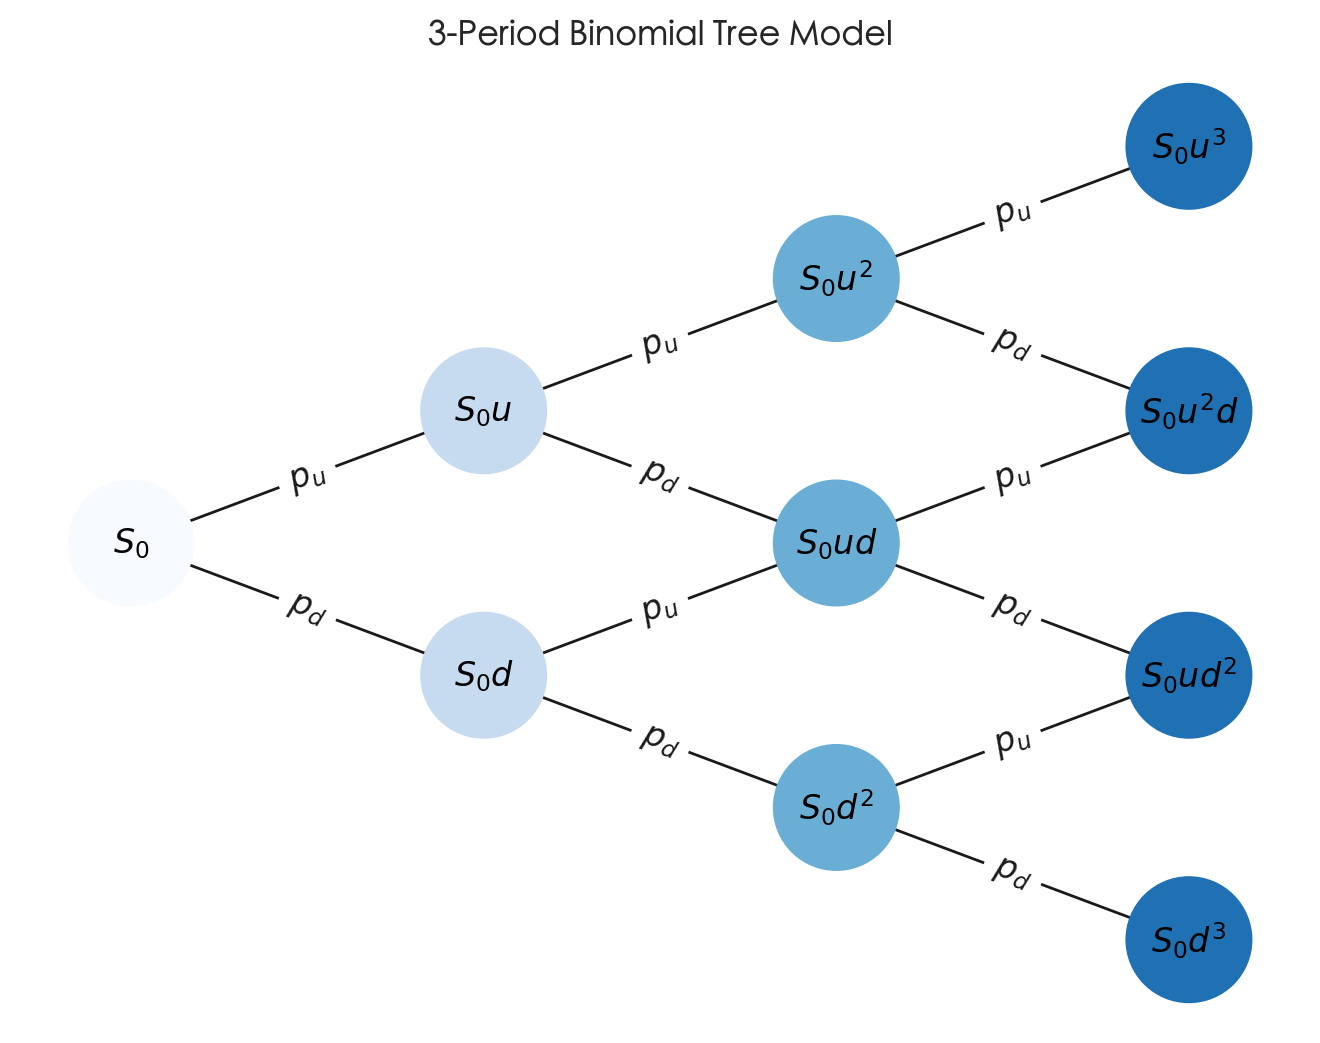 3-Period Binomial Tree Model
S₀u³
pᵤ
S₀u²
pᵤ
p_d
S₀u
S₀u²d
pᵤ
p_d
pᵤ
S₀
S₀ud
p_d
pᵤ
p_d
S₀d
S₀ud²
p_d
pᵤ
S₀d²
p_d
S₀d³